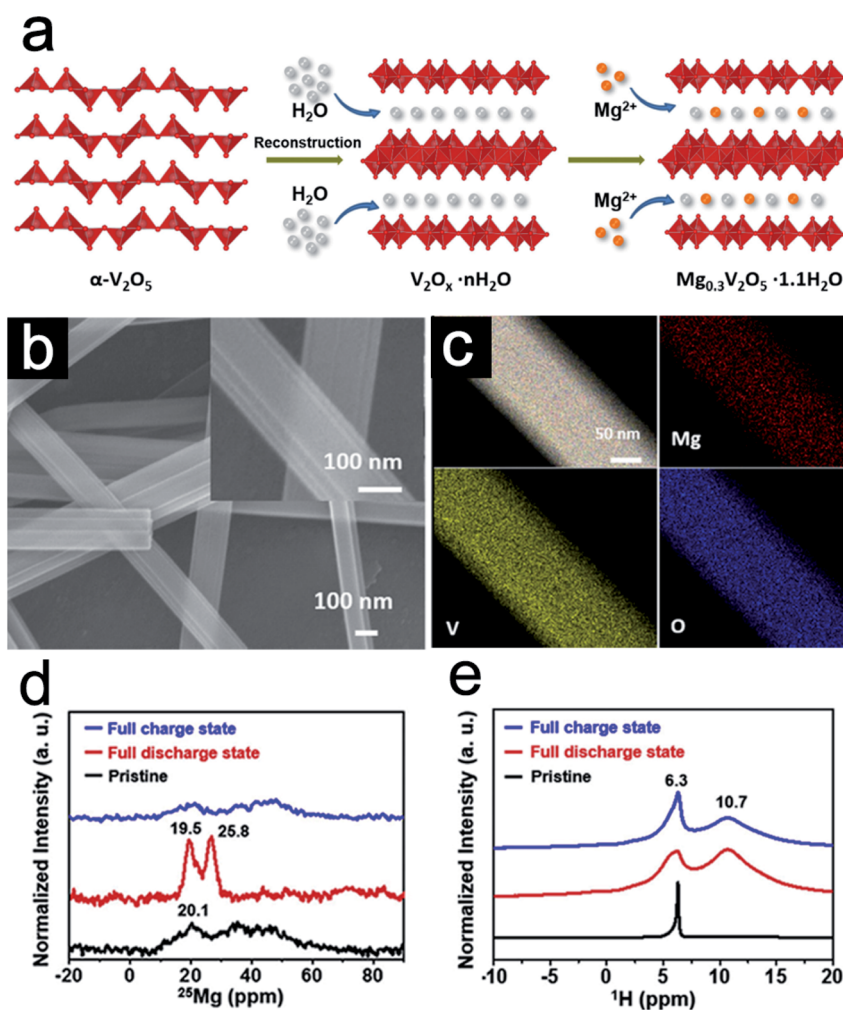 a
H₂O
Mg²⁺
Reconstruction
H₂O
Mg²⁺
α-V₂O₅
V₂Oₓ ·nH₂O
Mg₀.₃V₂O₅ ·1.1H₂O
b
100 nm
100 nm
c
50 nm
Mg
V
O
d
Normalized Intensity (a. u.)
Full charge state
Full discharge state
Pristine
19.5
25.8
20.1
-20
0
20
40
60
80
²⁵Mg (ppm)
e
Normalized Intensity (a. u.)
Full charge state
Full discharge state
Pristine
6.3
10.7
-10
-5
0
5
10
15
20
¹H (ppm)